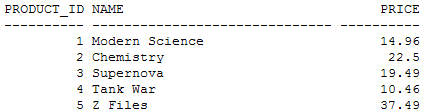 PRODUCT_ID NAME                                PRICE
---------- ------------------------------ ----------
         1 Modern Science                      14.96
         2 Chemistry                            22.5
         3 Supernova                           19.49
         4 Tank War                            10.46
         5 Z Files                             37.49